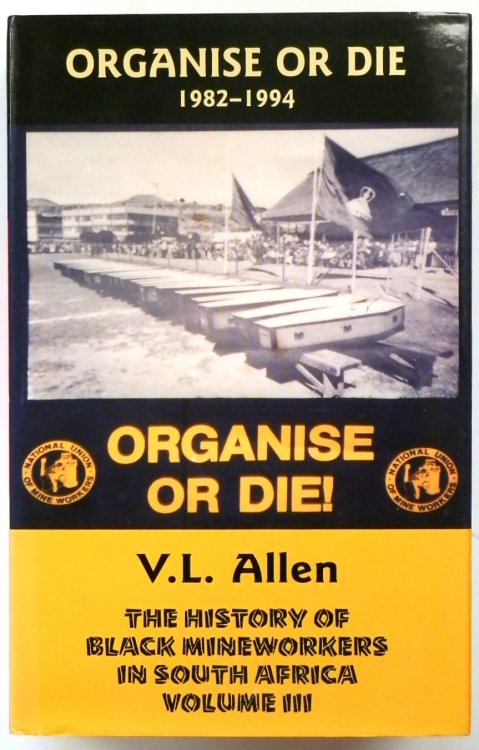 ORGANISE OR DIE
1982–1994
ORGANISE
OR DIE!
NATIONAL UNION
OF MINE WORKERS
NATIONAL UNION
OF MINE WORKERS
V.L. Allen
THE HISTORY OF
BLACK MINEWORKERS
IN SOUTH AFRICA
VOLUME III